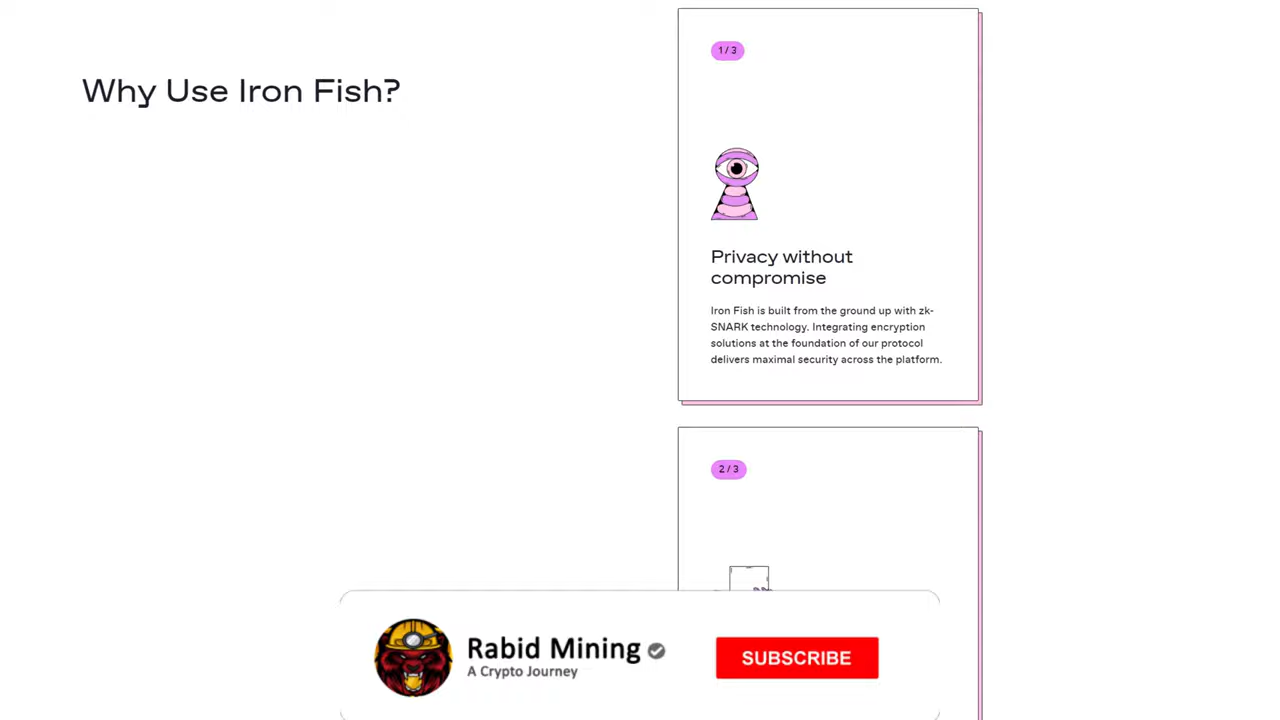 Why Use Iron Fish?
1 / 3
Privacy without
compromise
Iron Fish is built from the ground up with zk-
SNARK technology. Integrating encryption
solutions at the foundation of our protocol
delivers maximal security across the platform.
2 / 3
Rabid Mining
A Crypto Journey
SUBSCRIBE